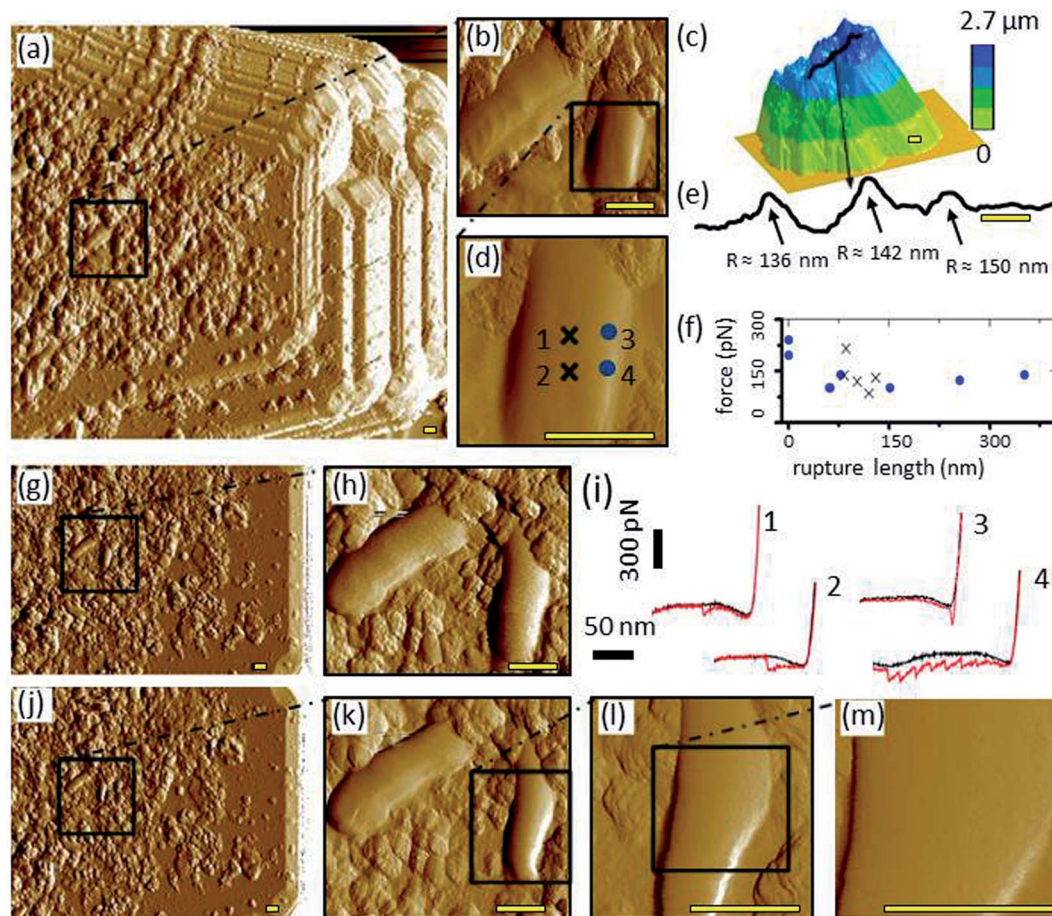 (a)
(b)
(c)
2.7 µm
0
(d)
1
2
3
4
(e)
R ≈ 136 nm
R ≈ 142 nm
R ≈ 150 nm
(f)
force (pN)
300
150
0
0
150
300
rupture length (nm)
(g)
(h)
(i)
300 pN
50 nm
1
2
3
4
(j)
(k)
(l)
(m)